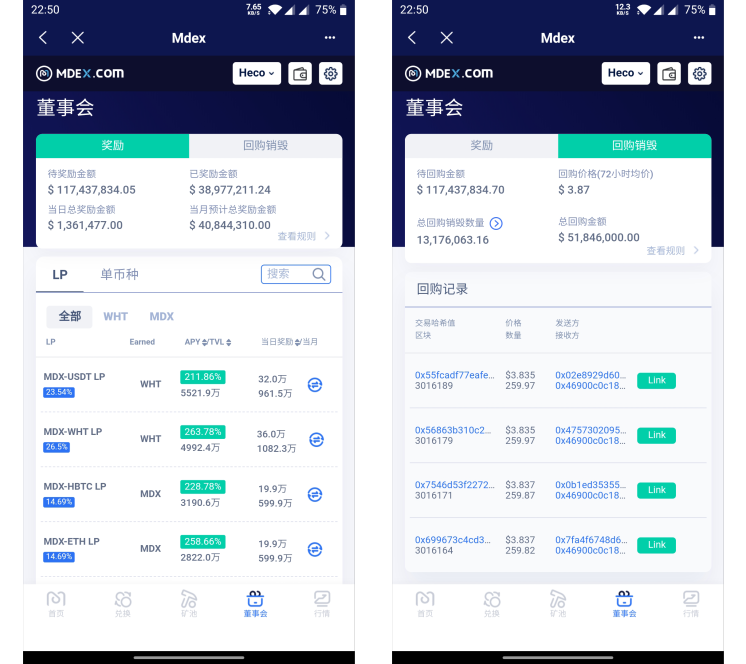 22:50 7.65 KB/S 75%
Mdex ···
MDEX.COM Heco
董事会
奖励 回购销毁
待奖励金额 已奖励金额
$ 117,437,834.05 $ 38,977,211.24
当日总奖励金额 当月预计总奖励金额
$ 1,361,477.00 $ 40,844,310.00
查看规则 >
LP 单币种 搜索
全部 WHT MDX
LP Earned APY/TVL 当日奖励/当月
MDX-USDT LP 211.86% 32.0万
23.54% WHT 5521.9万 961.5万
MDX-WHT LP 263.78% 36.0万
26.5% WHT 4992.4万 1082.3万
MDX-HBTC LP 228.78% 19.9万
14.69% MDX 3190.6万 599.9万
MDX-ETH LP 258.66% 19.9万
14.69% MDX 2822.0万 599.9万
首页 兑换 矿池 董事会 行情
22:50 12.3 KB/S 75%
Mdex ···
MDEX.COM Heco
董事会
奖励 回购销毁
待回购金额 回购价格(72小时均价)
$ 117,437,834.70 $ 3.87
总回购销毁数量 总回购金额
13,176,063.16 $ 51,846,000.00
查看规则 >
回购记录
交易哈希值 价格 发送方
区块 数量 接收方
0x55fcadf77eafe... $3.835 0x02e8929d60... Link
3016189 259.97 0x46900c0c18...
0x56863b310c2... $3.835 0x4757302095... Link
3016179 259.97 0x46900c0c18...
0x7546d53f2272... $3.837 0x0b1ed35355... Link
3016171 259.87 0x46900c0c18...
0x699673c4cd3... $3.837 0x7fa4f6748d6... Link
3016164 259.82 0x46900c0c18...
首页 兑换 矿池 董事会 行情